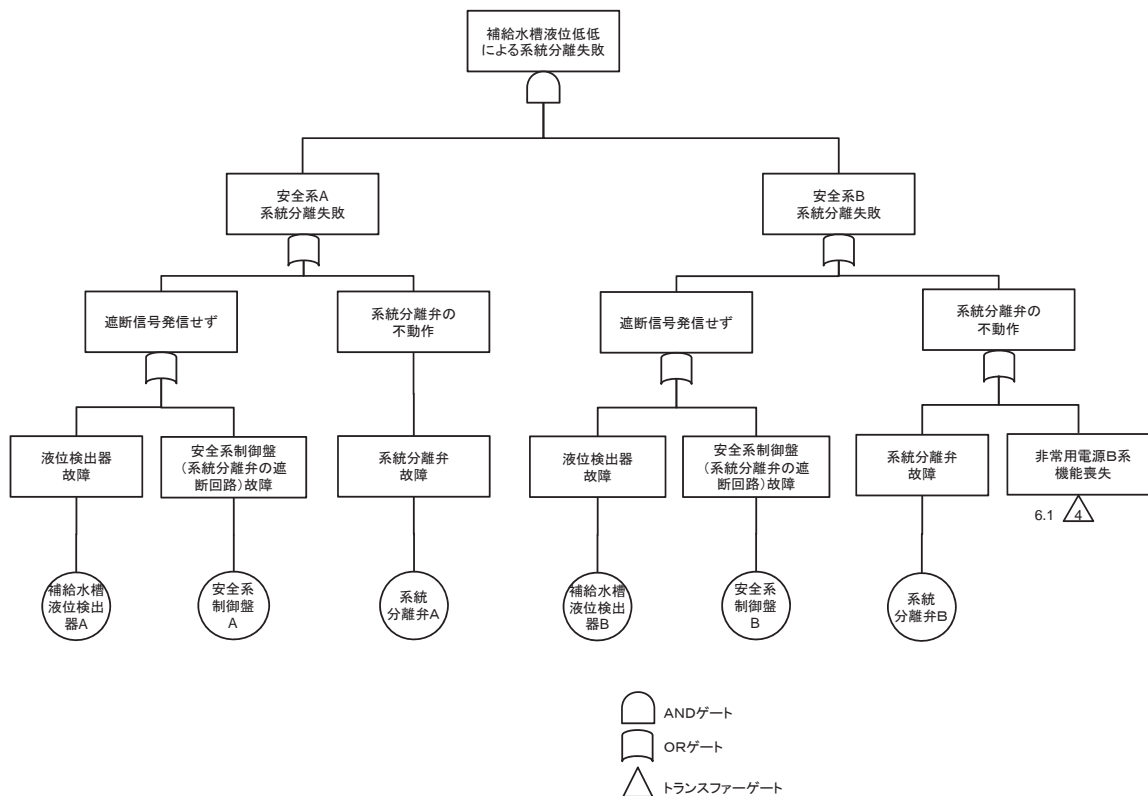 補給水槽液位低低
による系統分離失敗
安全系A
系統分離失敗
安全系B
系統分離失敗
遮断信号発信せず
系統分離弁の
不動作
遮断信号発信せず
系統分離弁の
不動作
液位検出器
故障
安全系制御盤
(系統分離弁の遮
断回路)故障
系統分離弁
故障
液位検出器
故障
安全系制御盤
(系統分離弁の遮
断回路)故障
系統分離弁
故障
非常用電源B系
機能喪失
6.1
4
補給水槽
液位検出
器A
安全系
制御盤
A
系統
分離弁A
補給水槽
液位検出
器B
安全系
制御盤
B
系統
分離弁B
ANDゲート
ORゲート
トランスファーゲート